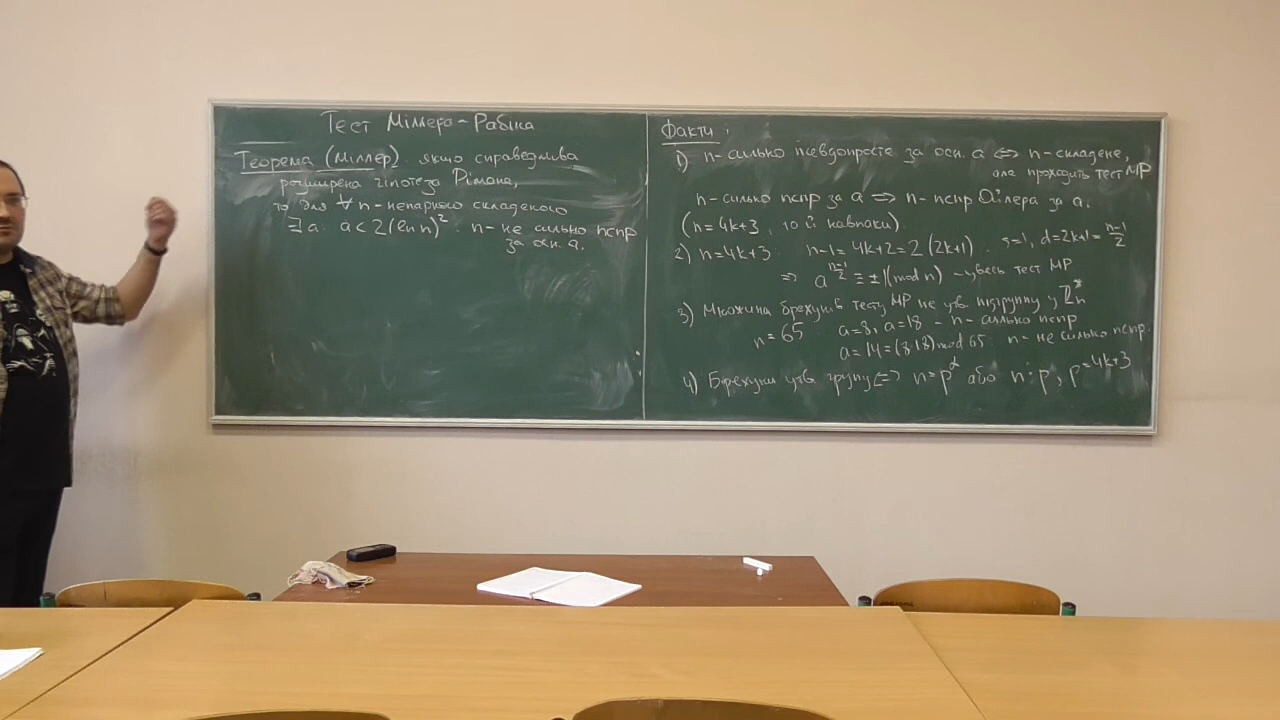 Тест Міллера-Рабіна
Теорема (Міллер). якщо справедлива
розширена гіпотеза Рімана,
то для ∀ n - непарного складеного
∃ a: a < 2(ln n)² : n - не сильно пспр
за осн. a.
Факти:
1) n - сильно псевдопросте за осн. a ⇔ n - складене,
але проходить тест МР
n - сильно пспр за a ⇒ n - пспр Ойлера за a.
(n = 4k+3, то й навпаки).
2) n = 4k+3: n-1 = 4k+2 = 2(2k+1). s=1, d=2k+1 = (n-1)/2
⇒ a^((n-1)/2) ≡ ±1 (mod n) - увесь тест МР
3) Множина брехунів тесту МР не утв. підгрупу у Z*n
n = 65 a=8, a=18 - n - сильно пспр
a = 14 = (8·18) mod 65 n - не сильно пспр.
4) Брехуни утв. групу ⇔ n = p^α або n ⋮ p, p = 4k+3